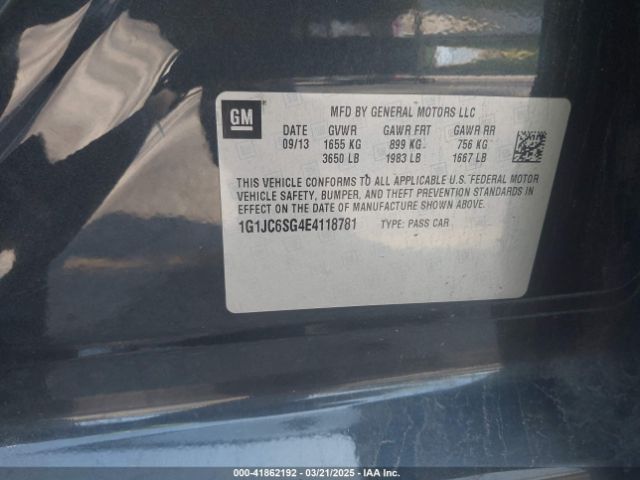 GM
MFD BY GENERAL MOTORS LLC
DATE GVWR GAWR FRT GAWR RR
09/13 1655 KG 899 KG 756 KG
3650 LB 1983 LB 1667 LB
THIS VEHICLE CONFORMS TO ALL APPLICABLE U.S. FEDERAL MOTOR
VEHICLE SAFETY, BUMPER, AND THEFT PREVENTION STANDARDS IN
EFFECT ON THE DATE OF MANUFACTURE SHOWN ABOVE.
1G1JC6SG4E4118781 TYPE: PASS CAR
000-41862192 - 03/21/2025 - IAA Inc.